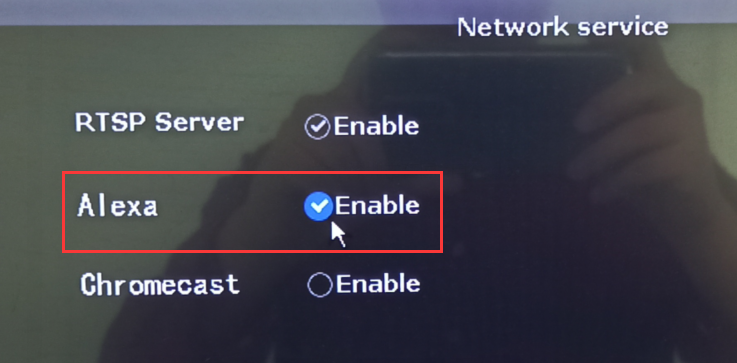 Network service
RTSP Server Enable
Alexa Enable
Chromecast Enable